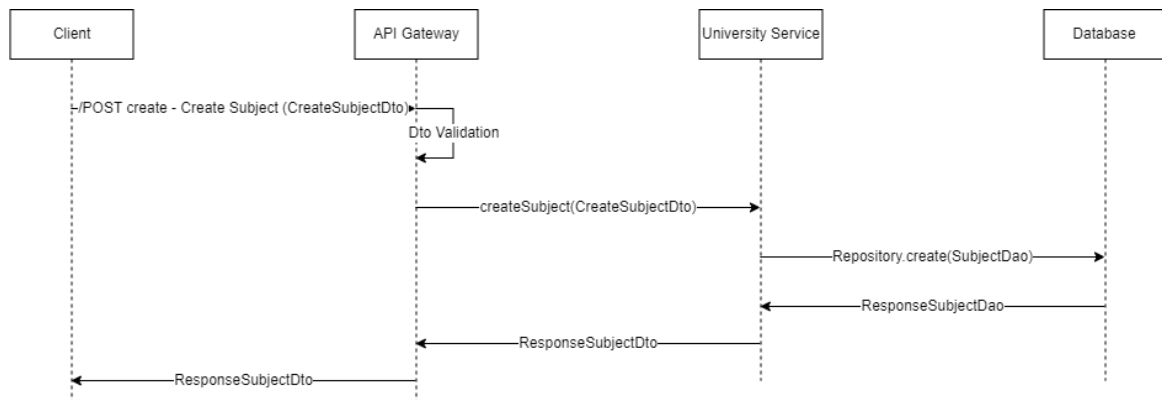 Client
API Gateway
University Service
Database
/POST create - Create Subject (CreateSubjectDto)
Dto Validation
createSubject(CreateSubjectDto)
Repository.create(SubjectDao)
ResponseSubjectDao
ResponseSubjectDto
ResponseSubjectDto